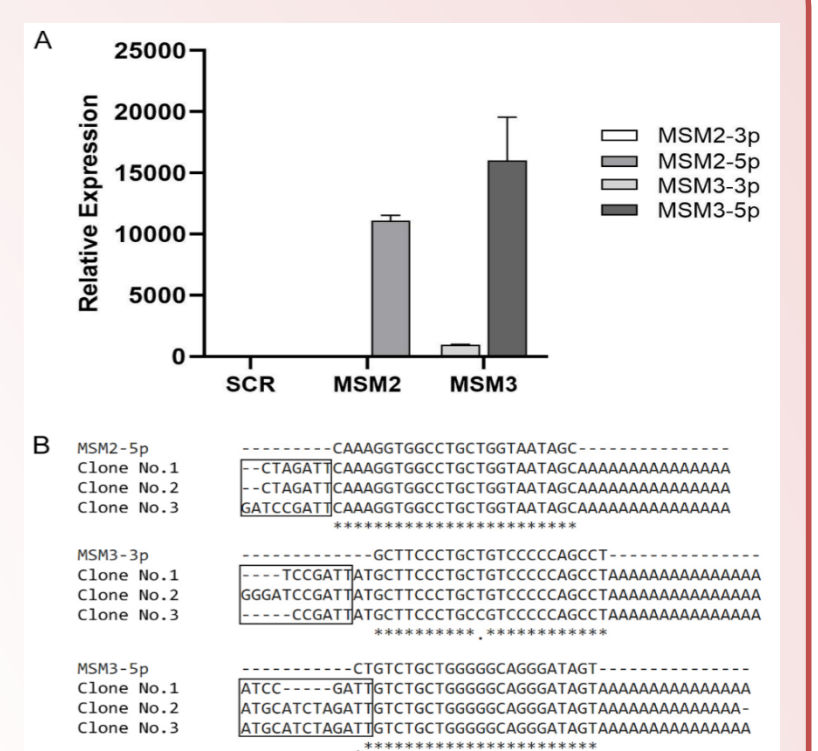 A
25000
20000
15000
10000
5000
0
Relative Expression
SCR MSM2 MSM3
MSM2-3p
MSM2-5p
MSM3-3p
MSM3-5p
B
MSM2-5p ---------CAAAGGTGGCCTGCTGGTAATAGC---------------
Clone No.1 --CTAGATTCAAAGGTGGCCTGCTGGTAATAGCAAAAAAAAAAAAAAA
Clone No.2 --CTAGATTCAAAGGTGGCCTGCTGGTAATAGCAAAAAAAAAAAAAAA
Clone No.3 GATCCGATTCAAAGGTGGCCTGCTGGTAATAGCAAAAAAAAAAAAAAA
************************
MSM3-3p -------------GCTTCCCTGCTGTCCCCCAGCCT---------------
Clone No.1 ----TCCGATTATGCTTCCCTGCTGTCCCCCAGCCTAAAAAAAAAAAAAAA
Clone No.2 GGGATCCGATTATGCTTCCCTGCTGTCCCCCAGCCTAAAAAAAAAAAAAAA
Clone No.3 -----CCGATTATGCTTCCCTGCCGTCCCCCAGCCTAAAAAAAAAAAAAAA
**********.************
MSM3-5p -----------CTGTCTGCTGGGGGCAGGGATAGT---------------
Clone No.1 ATCC-----GATTGTCTGCTGGGGGCAGGGATAGTAAAAAAAAAAAAAAA
Clone No.2 ATGCATCTAGATTGTCTGCTGGGGGCAGGGATAGTAAAAAAAAAAAAAA-
Clone No.3 ATGCATCTAGATTGTCTGCTGGGGGCAGGGATAGTAAAAAAAAAAAAAAA
.***********************